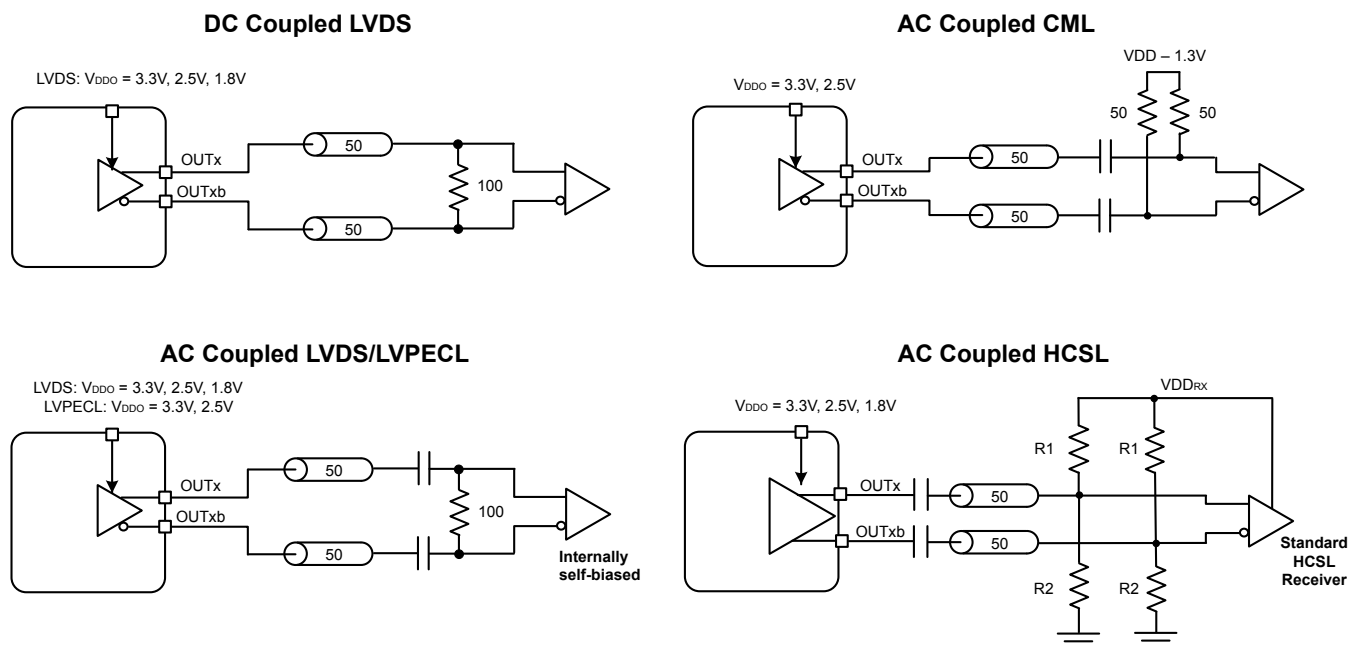 DC Coupled LVDS
LVDS: VDDO = 3.3V, 2.5V, 1.8V
OUTx
OUTxb
50
50
100
AC Coupled CML
VDD – 1.3V
VDDO = 3.3V, 2.5V
50
50
OUTx
OUTxb
50
50
AC Coupled LVDS/LVPECL
LVDS: VDDO = 3.3V, 2.5V, 1.8V
LVPECL: VDDO = 3.3V, 2.5V
OUTx
OUTxb
50
50
100
Internally
self-biased
AC Coupled HCSL
VDDRX
VDDO = 3.3V, 2.5V, 1.8V
R1
R1
OUTx
OUTxb
50
50
R2
R2
Standard
HCSL
Receiver